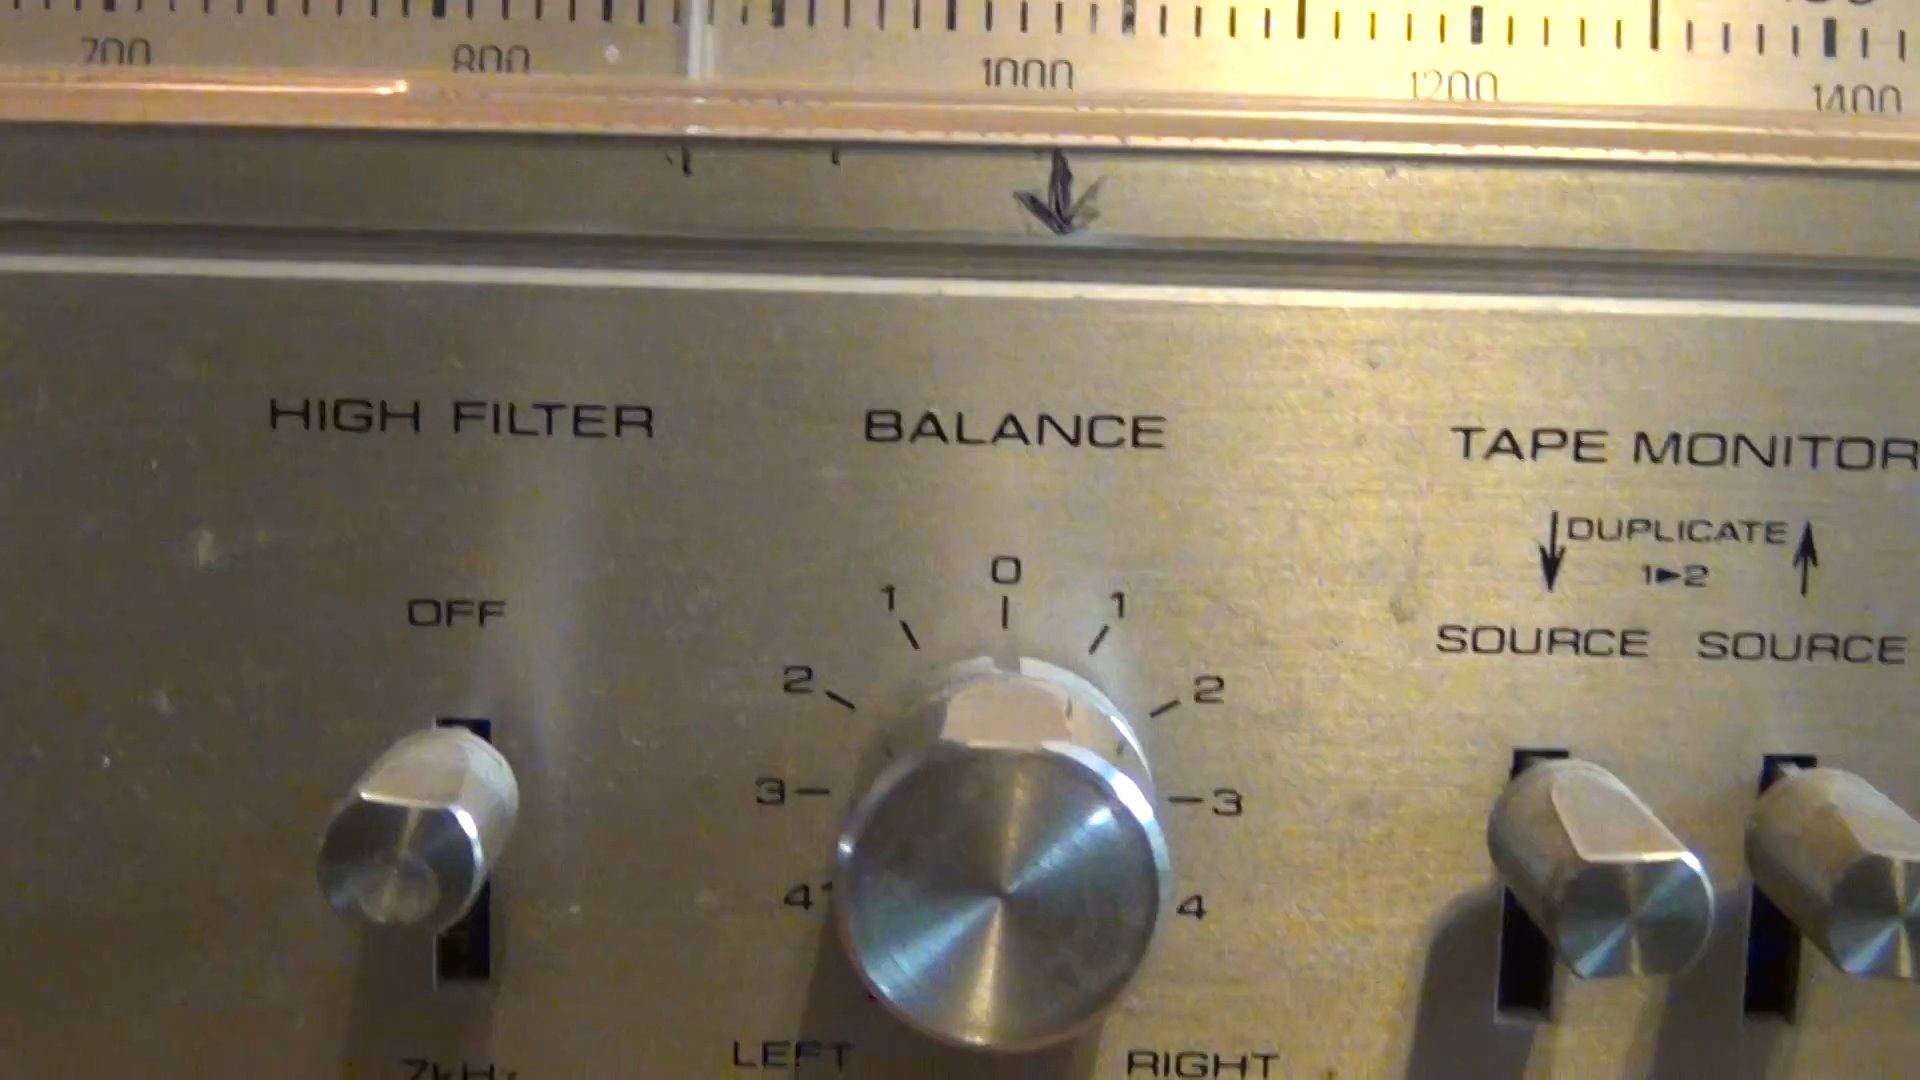 700 800 1000 1200 1400
HIGH FILTER BALANCE TAPE MONITOR
DUPLICATE
1►2
OFF
SOURCE SOURCE
0
1 1
2 2
3 3
4 4
LEFT RIGHT
7kHz